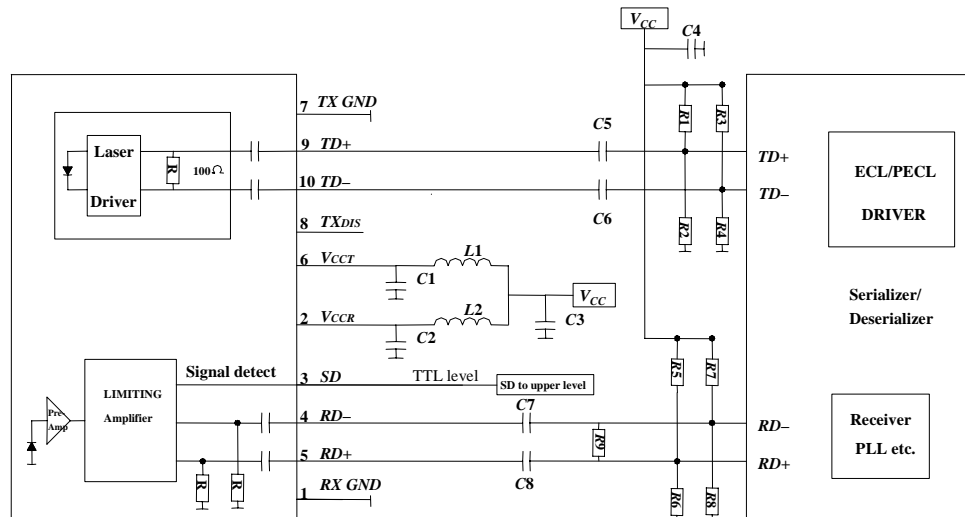 VCC
C4
7 TX GND
R1
R3
C5
Laser
Driver
R
100Ω
9 TD+
TD+
10 TD−
TD−
C6
R2
R4
ECL/PECL
DRIVER
8 TXDIS
6 VCCT
L1
C1
VCC
C3
Serializer/
Deserializer
2 VCCR
L2
C2
Signal detect
3 SD
TTL level
SD to upper level
R5
R7
LIMITING
Amplifier
Pre-
Amp
4 RD−
C7
R9
RD−
5 RD+
C8
RD+
Receiver
PLL etc.
R
R
1 RX GND
R6
R8